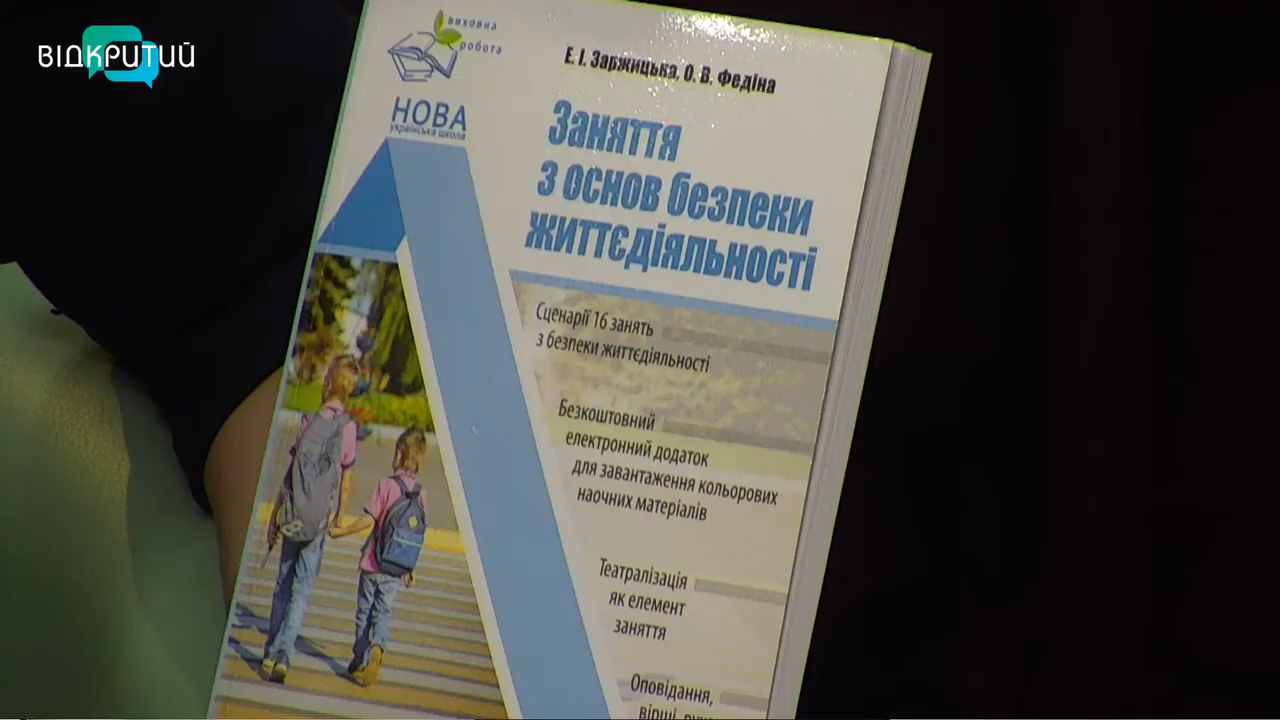 ВІДКРИТИЙ
виховна
робота
НОВА
українська школа
Е. І. Заржицька, О. В. Федіна
Заняття
з основ безпеки
життєдіяльності
Сценарії 16 занять
з безпеки життєдіяльності
Безкоштовний
електронний додаток
для завантаження кольорових
наочних матеріалів
Театралізація
як елемент
заняття
Оповідання,
вірші,